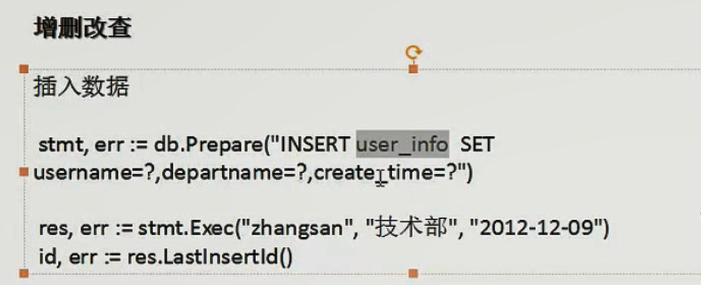 增删改查
插入数据
stmt, err := db.Prepare("INSERT user_info  SET
username=?,departname=?,create_time=?")
res, err := stmt.Exec("zhangsan", "技术部", "2012-12-09")
id, err := res.LastInsertId()